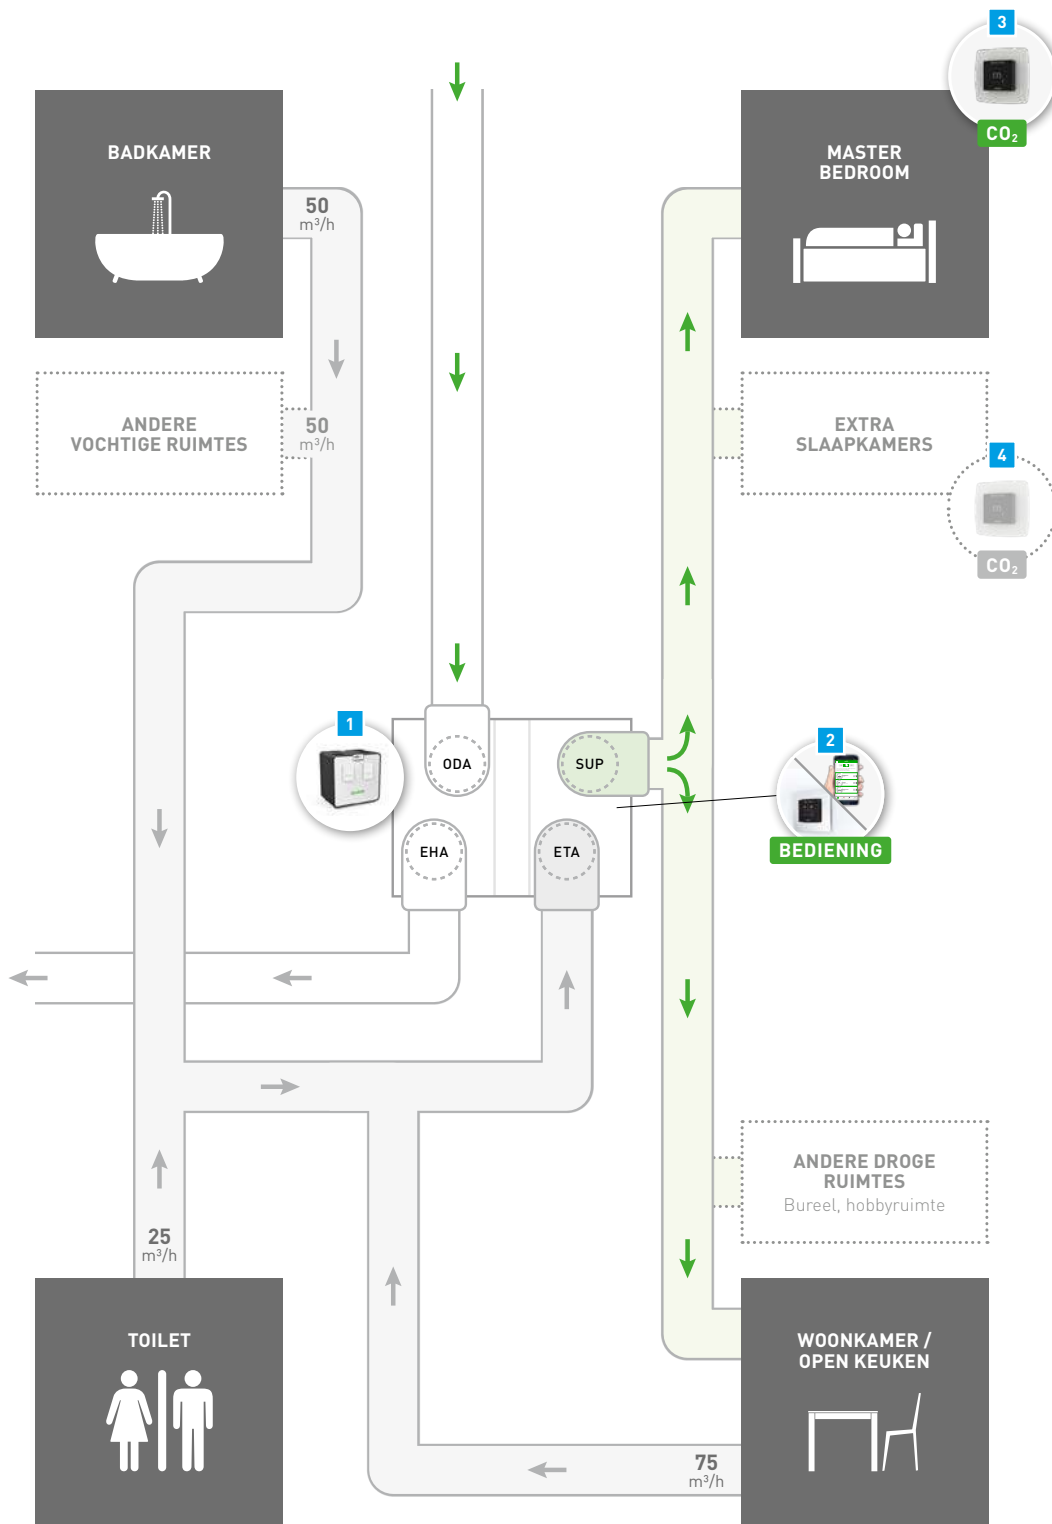 3
CO₂
BADKAMER
50
m³/h
MASTER
BEDROOM
ANDERE
VOCHTIGE RUIMTES
50
m³/h
EXTRA
SLAAPKAMERS
4
CO₂
1
ODA
SUP
2
EHA
ETA
BEDIENING
ANDERE DROGE
RUIMTES
Bureel, hobbyruimte
25
m³/h
TOILET
WOONKAMER /
OPEN KEUKEN
75
m³/h